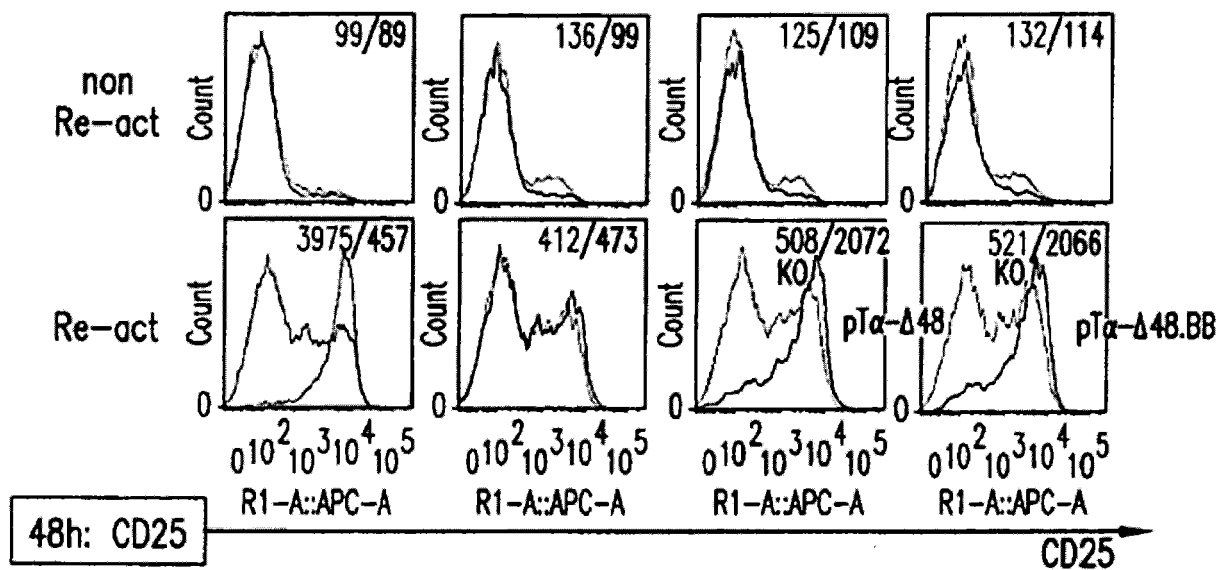 non
Re-act
Count
0
99/89
Count
0
136/99
Count
0
125/109
Count
0
132/114
Re-act
Count
0
3975/457
Count
0
412/473
Count
0
508/2072
KO
pTα-Δ48
Count
0
521/2066
KO
pTα-Δ48.BB
0 10² 10³ 10⁴ 10⁵
0 10² 10³ 10⁴ 10⁵
0 10² 10³ 10⁴ 10⁵
0 10² 10³ 10⁴ 10⁵
R1-A::APC-A
R1-A::APC-A
R1-A::APC-A
R1-A::APC-A
48h: CD25
CD25